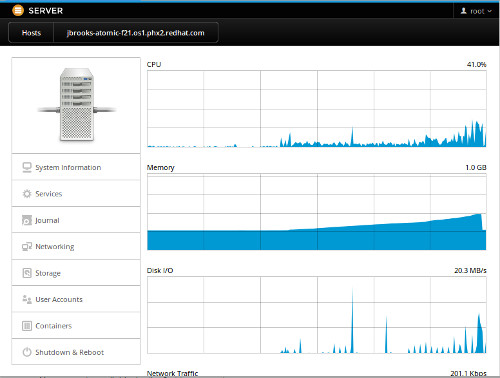 SERVER
root
Hosts
jbrooks-atomic-f21.os1.phx2.redhat.com
CPU
41.0%
System Information
Services
Journal
Networking
Storage
User Accounts
Containers
Shutdown & Reboot
Memory
1.0 GB
Disk I/O
20.3 MB/s
Network Traffic
201.1 Kbps